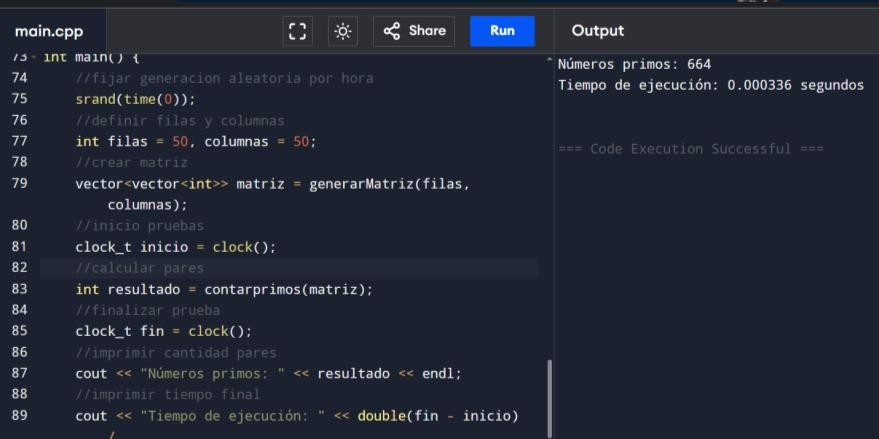 main.cpp
Share
Run
Output
73 int main() {
74 //fijar generacion aleatoria por hora
75 srand(time(0));
76 //definir filas y columnas
77 int filas = 50, columnas = 50;
78 //crear matriz
79 vector<vector<int>> matriz = generarMatriz(filas,
columnas);
80 //inicio pruebas
81 clock_t inicio = clock();
82 //calcular pares
83 int resultado = contarprimos(matriz);
84 //finalizar prueba
85 clock_t fin = clock();
86 //imprimir cantidad pares
87 cout << "Números primos: " << resultado << endl;
88 //imprimir tiempo final
89 cout << "Tiempo de ejecución: " << double(fin - inicio)
/
Números primos: 664
Tiempo de ejecución: 0.000336 segundos
=== Code Execution Successful ===